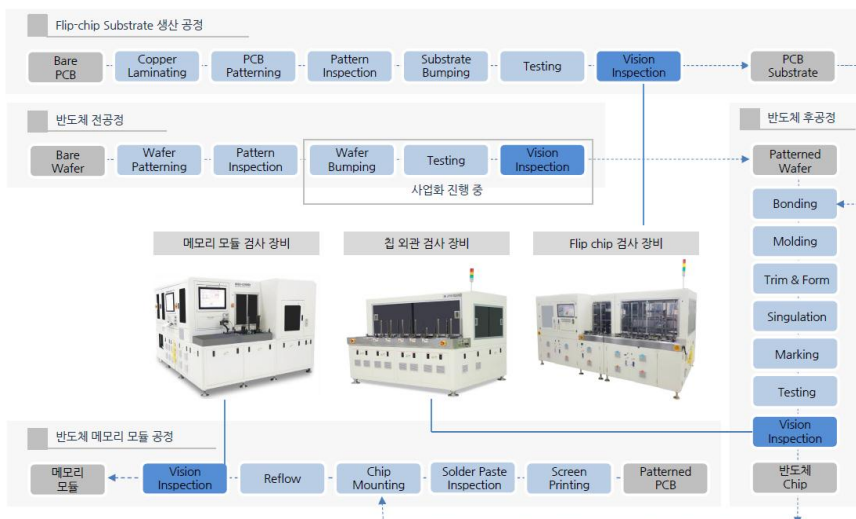 Flip-chip Substrate 생산 공정
Bare
PCB
Copper
Laminating
PCB
Patterning
Pattern
Inspection
Substrate
Bumping
Testing
Vision
Inspection
PCB
Substrate
반도체 전공정
Bare
Wafer
Wafer
Patterning
Pattern
Inspection
Wafer
Bumping
Testing
Vision
Inspection
사업화 진행 중
반도체 후공정
Patterned
Wafer
Bonding
Molding
Trim & Form
Singulation
Marking
Testing
Vision
Inspection
반도체
Chip
메모리 모듈 검사 장비
칩 외관 검사 장비
Flip chip 검사 장비
반도체 메모리 모듈 공정
메모리
모듈
Vision
Inspection
Reflow
Chip
Mounting
Solder Paste
Inspection
Screen
Printing
Patterned
PCB